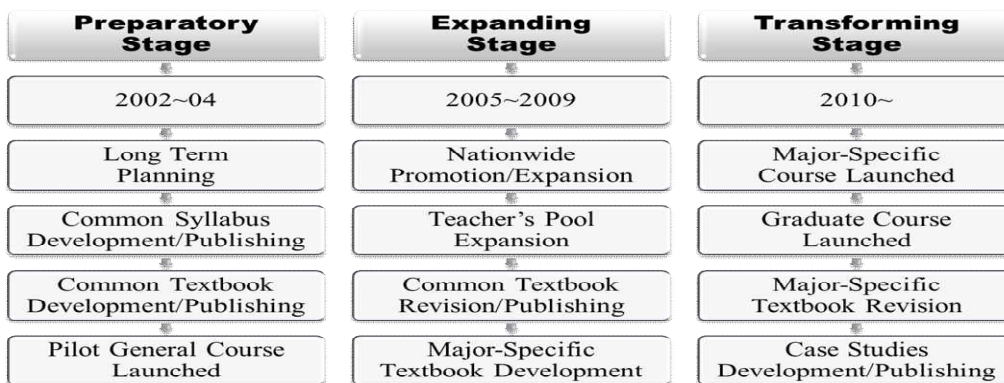 Preparatory
Stage
2002~04
Long Term
Planning
Common Syllabus
Development/Publishing
Common Textbook
Development/Publishing
Pilot General Course
Launched
Expanding
Stage
2005~2009
Nationwide
Promotion/Expansion
Teacher's Pool
Expansion
Common Textbook
Revision/Publishing
Major-Specific
Textbook Development
Transforming
Stage
2010~
Major-Specific
Course Launched
Graduate Course
Launched
Major-Specific
Textbook Revision
Case Studies
Development/Publishing